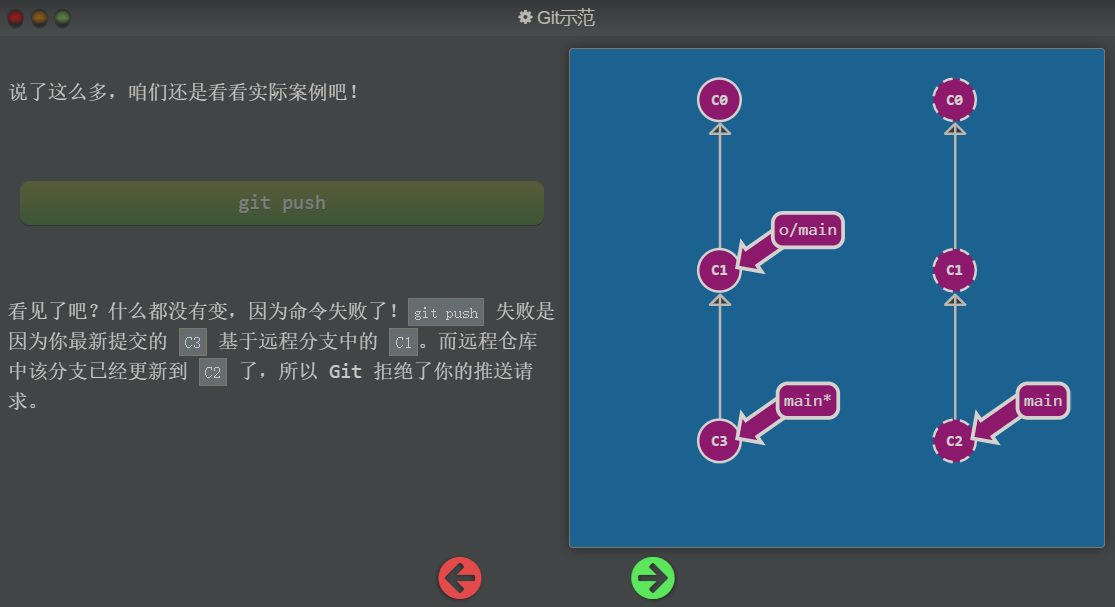 Git示范
说了这么多，咱们还是看看实际案例吧！
git push
看见了吧？什么都没有变，因为命令失败了！git push 失败是
因为你最新提交的 C3 基于远程分支中的 C1。而远程仓库
中该分支已经更新到 C2 了，所以 Git 拒绝了你的推送请
求。
C0
C0
o/main
C1
C1
main*
main
C3
C2